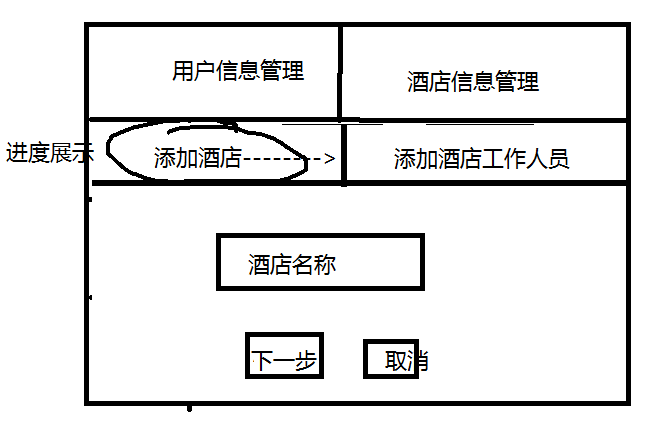 用户信息管理
酒店信息管理
进度展示
添加酒店-------->
添加酒店工作人员
酒店名称
下一步
取消